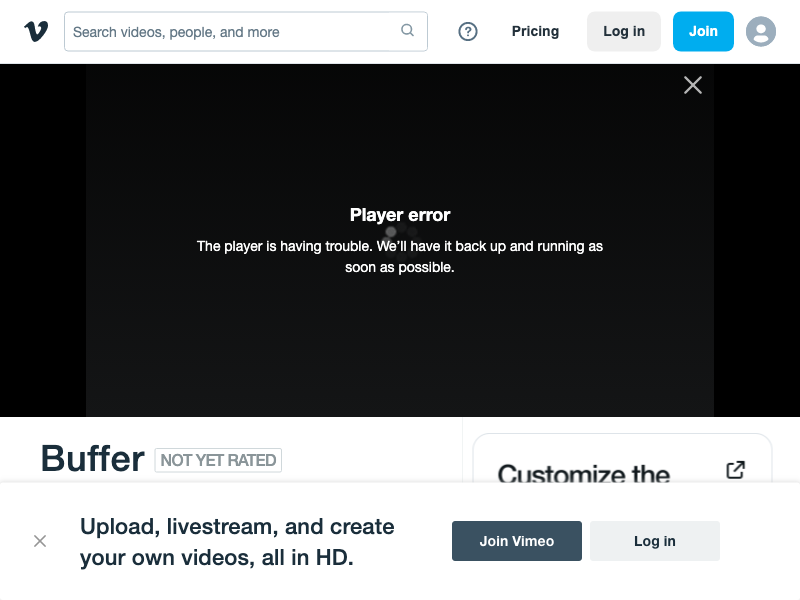 Search videos, people, and more
Pricing
Log in
Join
Player error
The player is having trouble. We’ll have it back up and running as
soon as possible.
Buffer
NOT YET RATED
Customize the
Upload, livestream, and create
your own videos, all in HD.
Join Vimeo
Log in